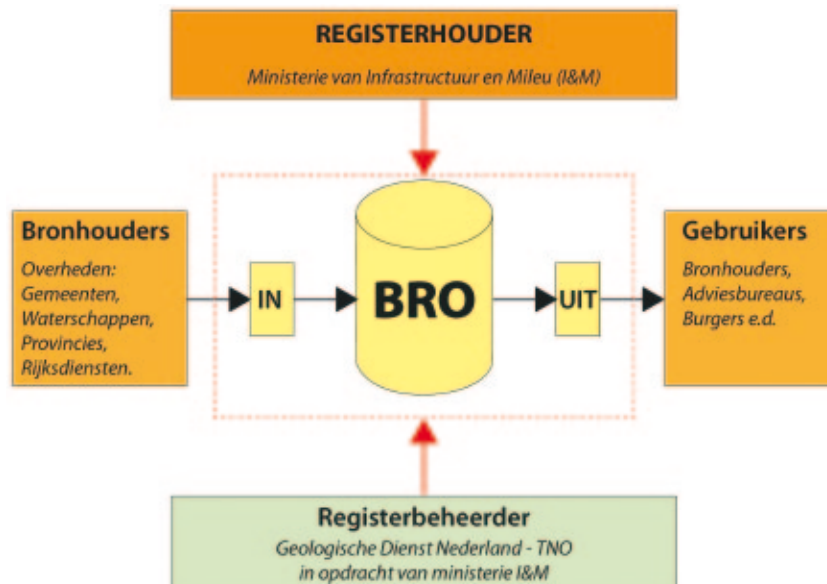 REGISTERHOUDER
Ministerie van Infrastructuur en Mileu (I&M)
Bronhouders
Overheden:
Gemeenten,
Waterschappen,
Provincies,
Rijksdiensten.
IN
BRO
UIT
Gebruikers
Bronhouders,
Adviesbureaus,
Burgers e.d.
Registerbeheerder
Geologische Dienst Nederland - TNO
in opdracht van ministerie I&M